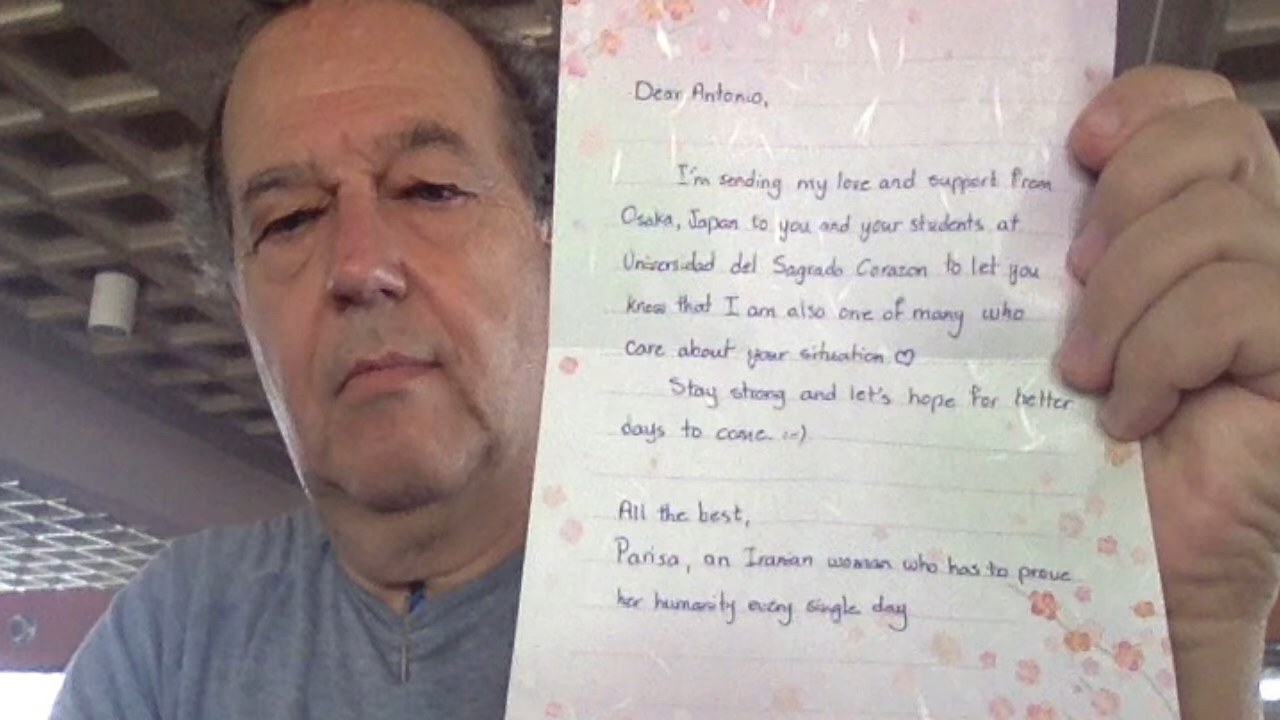 Dear Antonio,
I'm sending my love and support from
Osaka, Japan to you and your students at
Universidad del Sagrado Corazon to let you
know that I am also one of many who
care about your situation ♡
Stay strong and let's hope for better
days to come :-)
All the best,
Parisa, an Iranian woman who has to prove
her humanity every single day